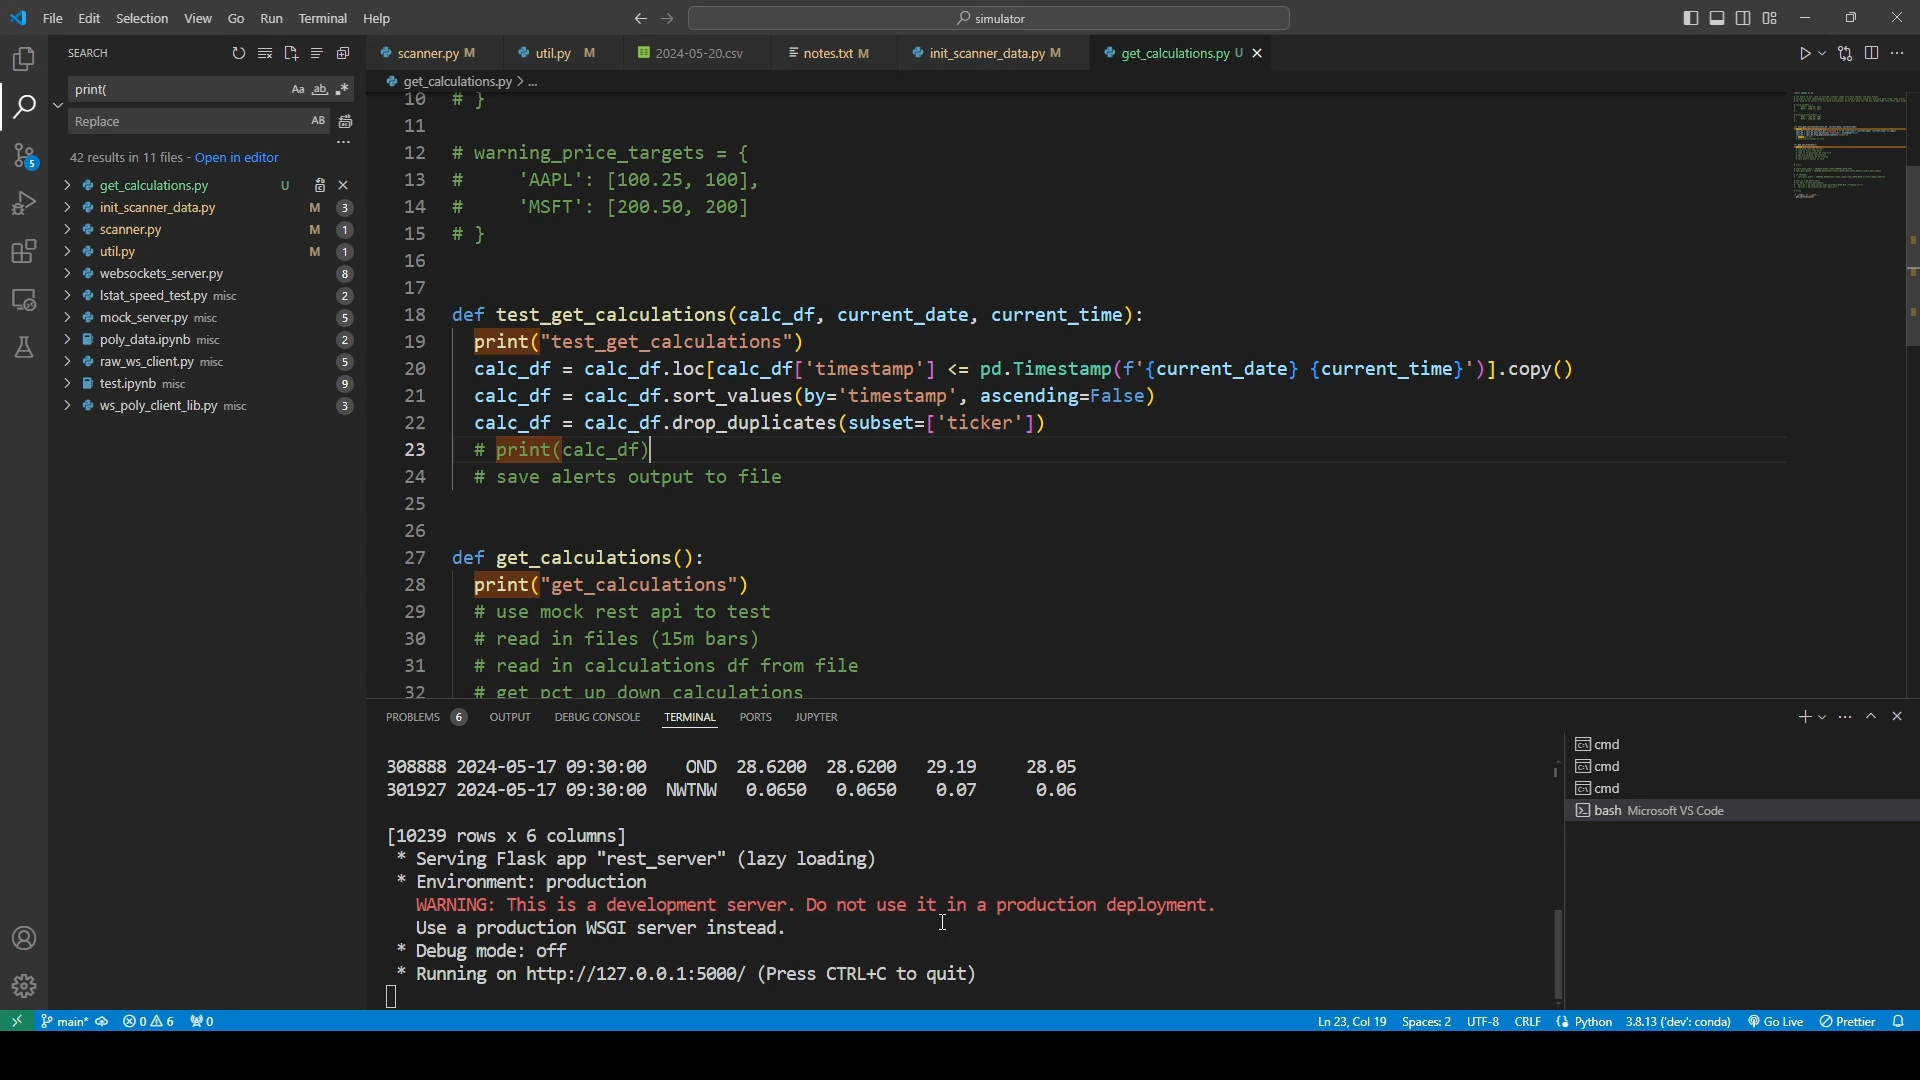 File Edit Selection View Go Run Terminal Help
simulator
SEARCH
print(
Aa ab .*
Replace
AB
42 results in 11 files - Open in editor
get_calculations.py U
init_scanner_data.py M 3
scanner.py M 1
util.py M 1
websockets_server.py 8
lstat_speed_test.py misc 2
mock_server.py misc 5
poly_data.ipynb misc 2
raw_ws_client.py misc 5
test.ipynb misc 9
ws_poly_client_lib.py misc 3
5
scanner.py M util.py M 2024-05-20.csv notes.txt M init_scanner_data.py M get_calculations.py U
get_calculations.py > ...
10 # }
11
12 # warning_price_targets = {
13 #     'AAPL': [100.25, 100],
14 #     'MSFT': [200.50, 200]
15 # }
16
17
18 def test_get_calculations(calc_df, current_date, current_time):
19   print("test_get_calculations")
20   calc_df = calc_df.loc[calc_df['timestamp'] <= pd.Timestamp(f'{current_date} {current_time}')].copy()
21   calc_df = calc_df.sort_values(by='timestamp', ascending=False)
22   calc_df = calc_df.drop_duplicates(subset=['ticker'])
23   # print(calc_df)
24   # save alerts output to file
25
26
27 def get_calculations():
28   print("get_calculations")
29   # use mock rest api to test
30   # read in files (15m bars)
31   # read in calculations df from file
32   # get pct up down calculations
PROBLEMS 6 OUTPUT DEBUG CONSOLE TERMINAL PORTS JUPYTER
308888 2024-05-17 09:30:00    OND  28.6200  28.6200   29.19     28.05
301927 2024-05-17 09:30:00  NWTNW   0.0650   0.0650    0.07      0.06
[10239 rows x 6 columns]
* Serving Flask app "rest_server" (lazy loading)
* Environment: production
WARNING: This is a development server. Do not use it in a production deployment.
Use a production WSGI server instead.
* Debug mode: off
* Running on http://127.0.0.1:5000/ (Press CTRL+C to quit)
cmd
cmd
cmd
bash Microsoft VS Code
main* 0 6 0
Ln 23, Col 19 Spaces: 2 UTF-8 CRLF Python 3.8.13 ('dev': conda) Go Live Prettier